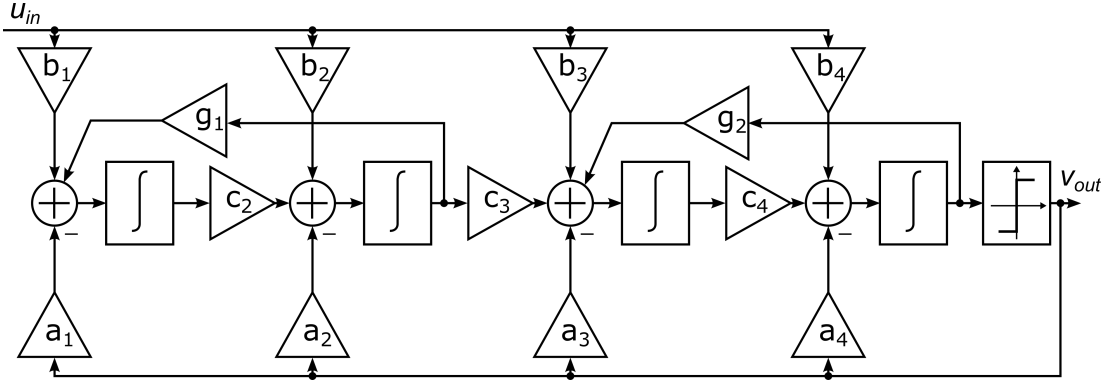 u_in
b₁ b₂ b₃ b₄
g₁ g₂
∫ c₂ ∫ c₃ ∫ c₄ ∫ v_out
− − − −
a₁ a₂ a₃ a₄